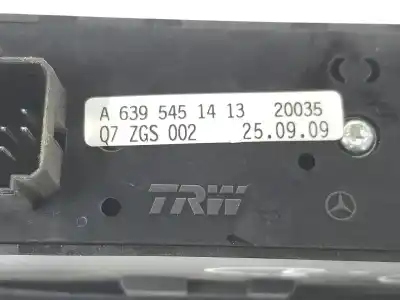 A 639 545 14 13 20035
Q7 ZGS 002 25.09.09
TRW